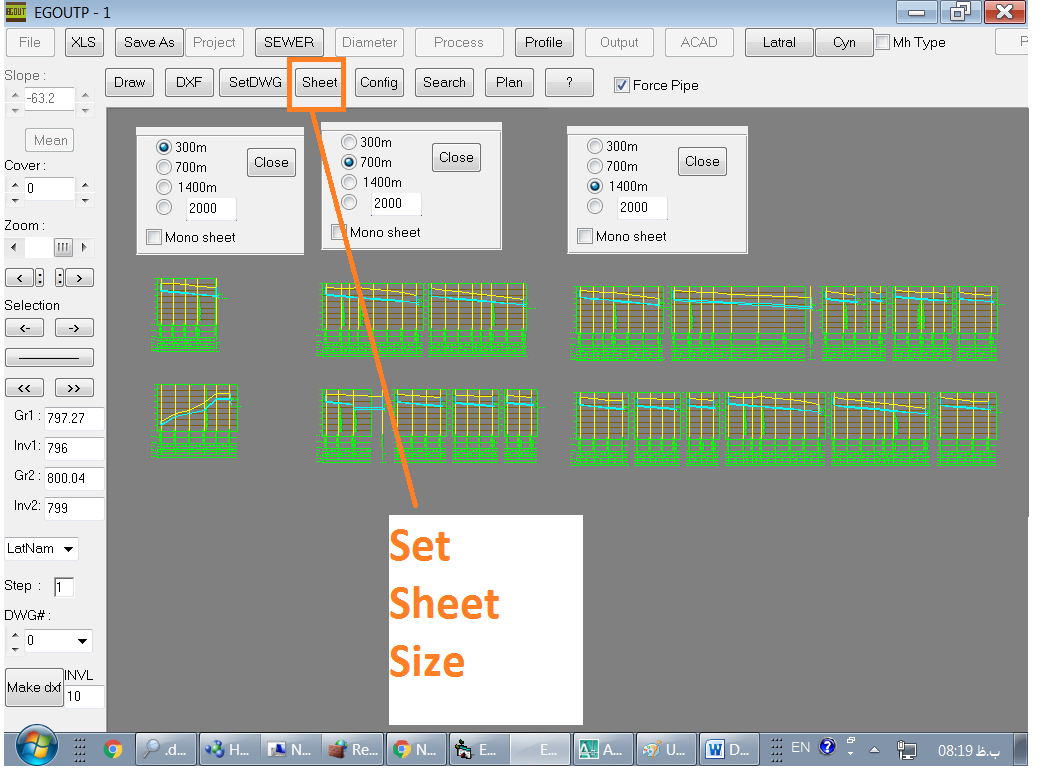 EGOUT EGOUTP - 1
File XLS Save As Project SEWER Diameter Process Profile Output ACAD Latral Cyn Mh Type P
Draw DXF SetDWG Sheet Config Search Plan ? Force Pipe
Slope :
-63.2
Mean
Cover :
0
Zoom :
< : : >
Selection
<- ->
<< >>
Gr1 : 797.27
Inv1: 796
Gr2 : 800.04
Inv2: 799
LatNam
Step : 1
DWG# :
0
Make dxf INVL
10
300m
700m Close
1400m
2000
Mono sheet
300m
700m Close
1400m
2000
Mono sheet
300m
700m Close
1400m
2000
Mono sheet
Set
Sheet
Size
.d... H... N... Re... N... E... E... A... U... D... EN ? 08:19 ب.ظ